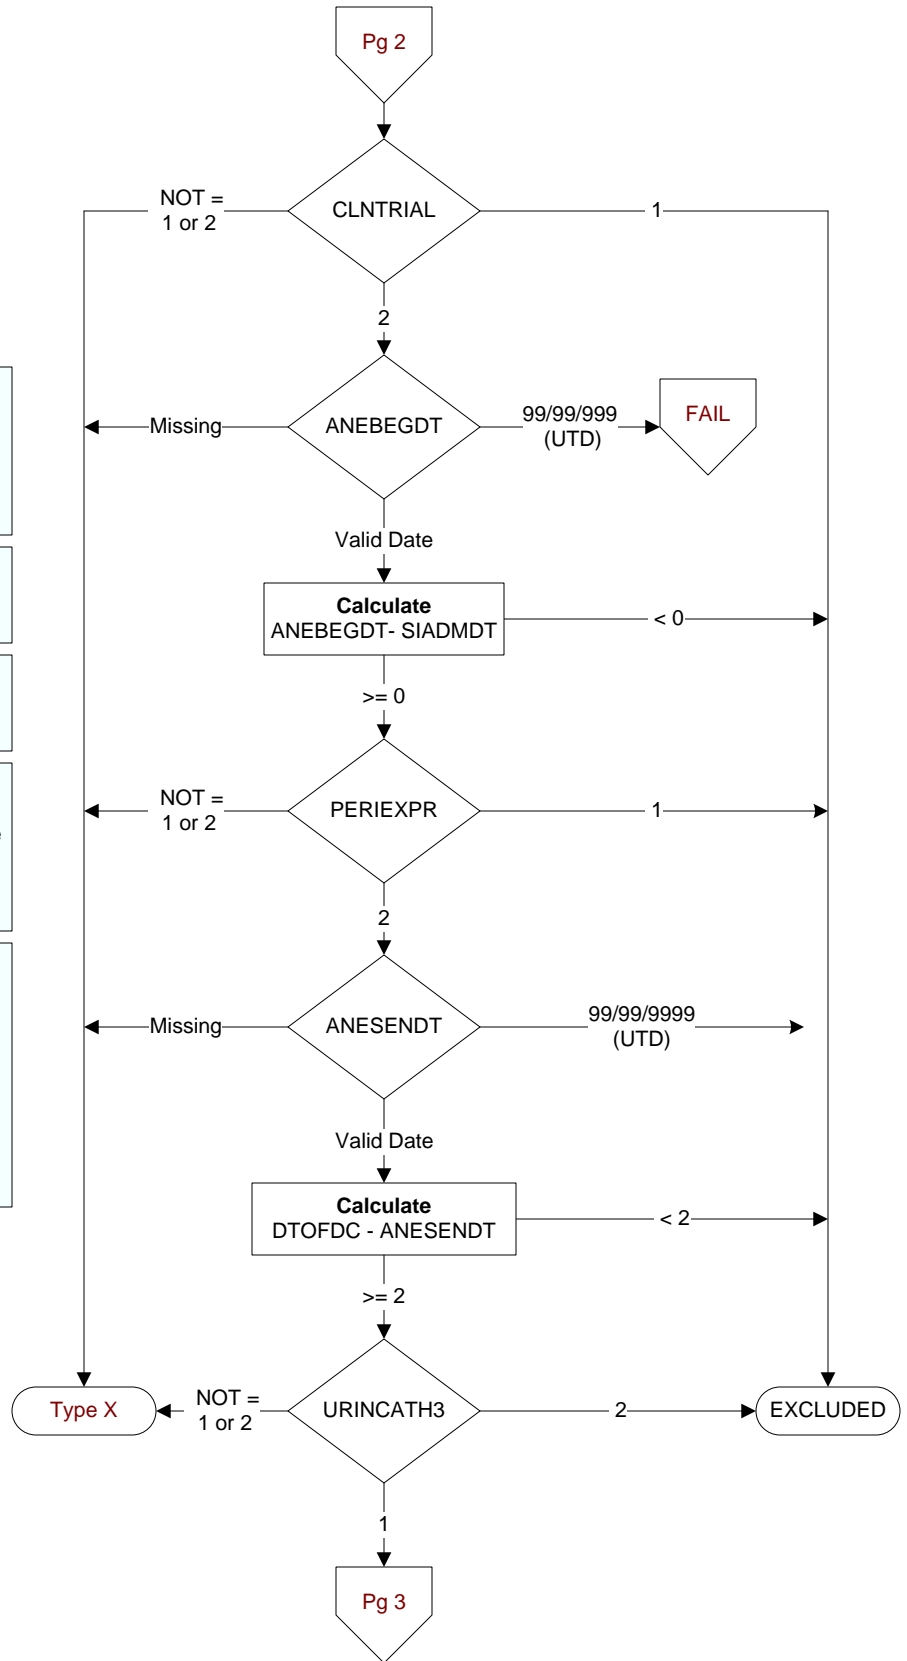 Pg 2
CLNTRIAL
NOT =
1 or 2
1
2
ANEBEGDT
Missing
99/99/999
(UTD)
FAIL
Valid Date
Calculate
ANEBEGDT- SIADMDT
< 0
>= 0
PERIEXPR
NOT =
1 or 2
1
2
ANESENDT
Missing
99/99/9999
(UTD)
Valid Date
Calculate
DTOFDC - ANESENDT
< 2
>= 2
Type X
NOT =
1 or 2
URINCATH3
2
EXCLUDED
1
Pg 3